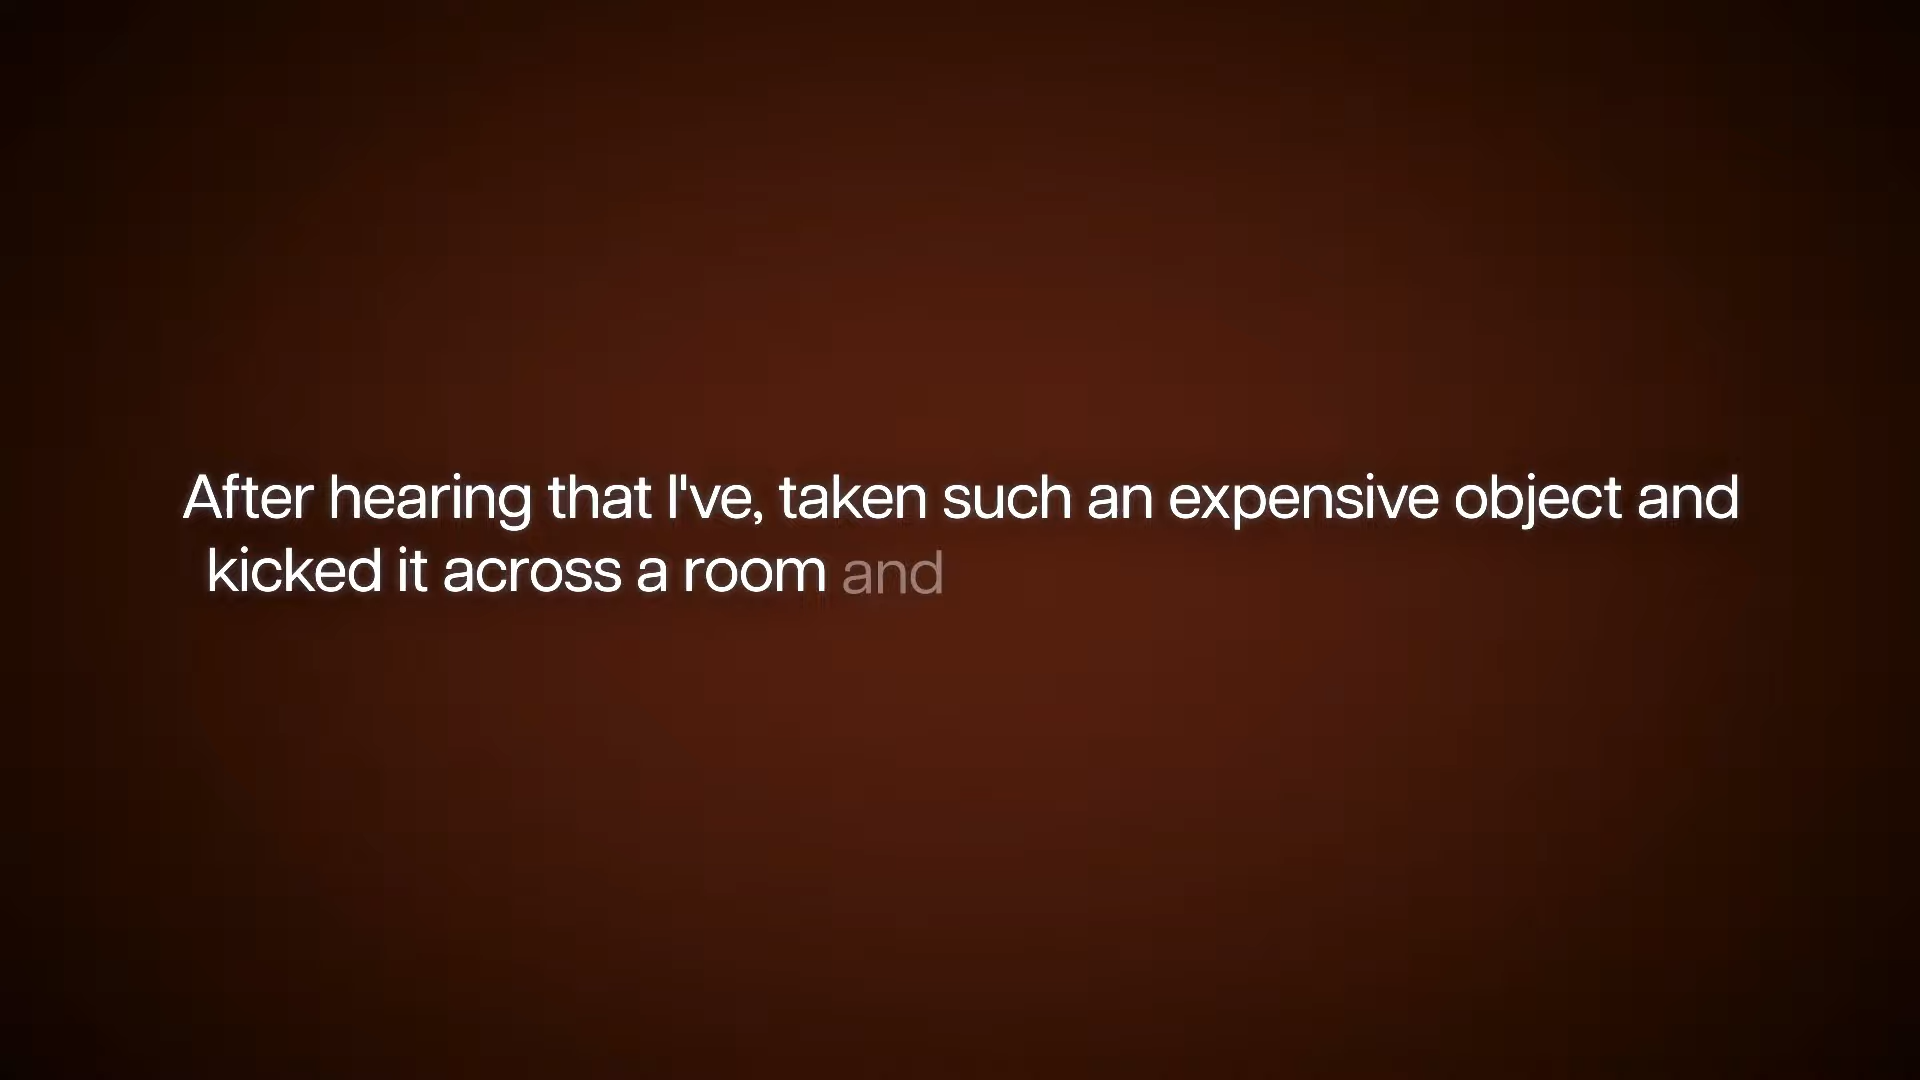 After hearing that I've, taken such an expensive object and
kicked it across a room and